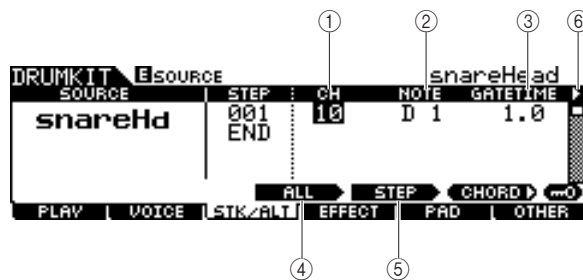 ① ② ③ ⑥
DRUMKIT E SOURCE snareHead
SOURCE STEP CH NOTE GATETIME
snareHd 001 10 D 1 1.0
END
ALL STEP CHORD
PLAY VOICE STK/ALT EFFECT PAD OTHER
④ ⑤